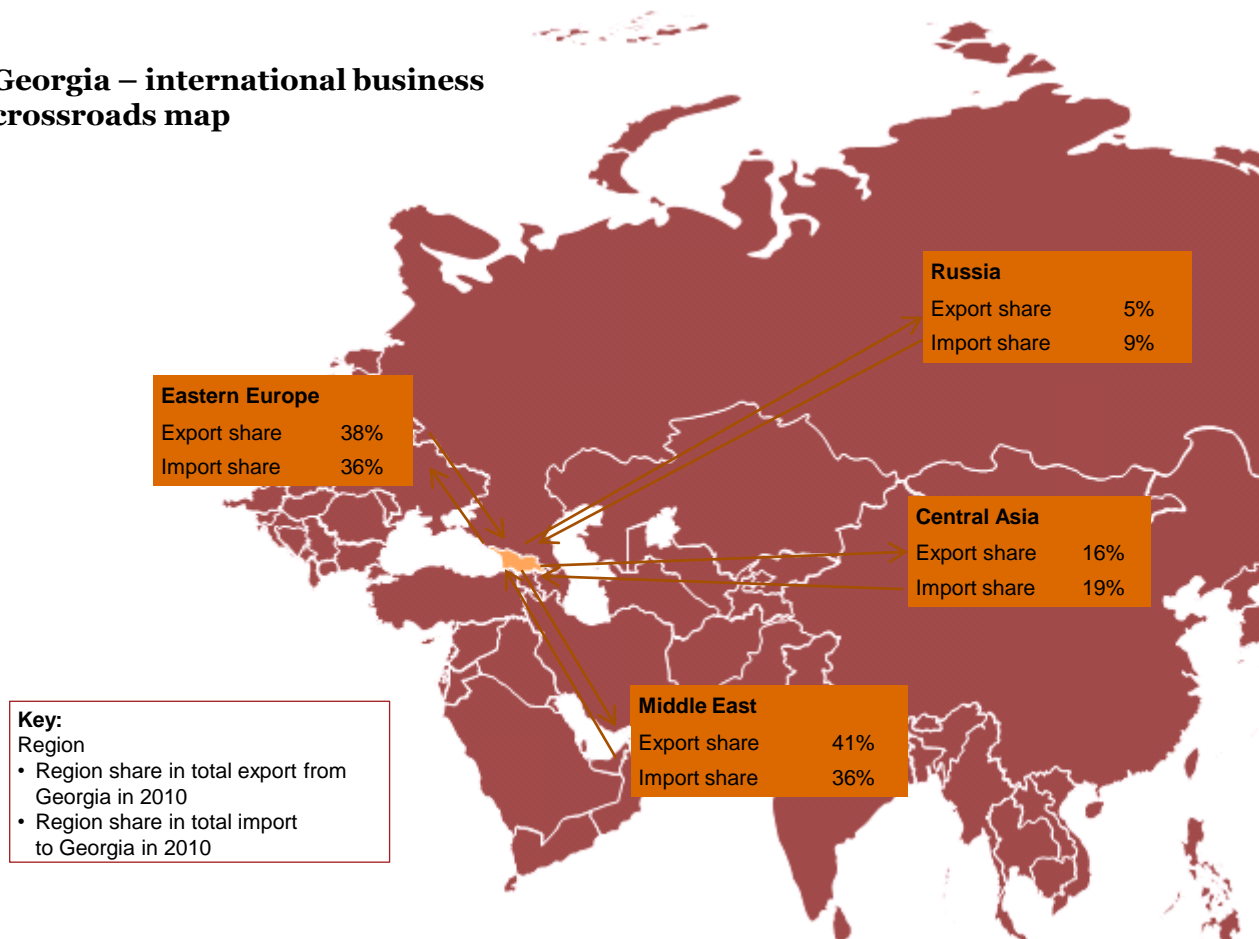 Georgia – international business
crossroads map
Russia
Export share 5%
Import share 9%
Eastern Europe
Export share 38%
Import share 36%
Central Asia
Export share 16%
Import share 19%
Middle East
Export share 41%
Import share 36%
Key:
Region
• Region share in total export from
Georgia in 2010
• Region share in total import
to Georgia in 2010